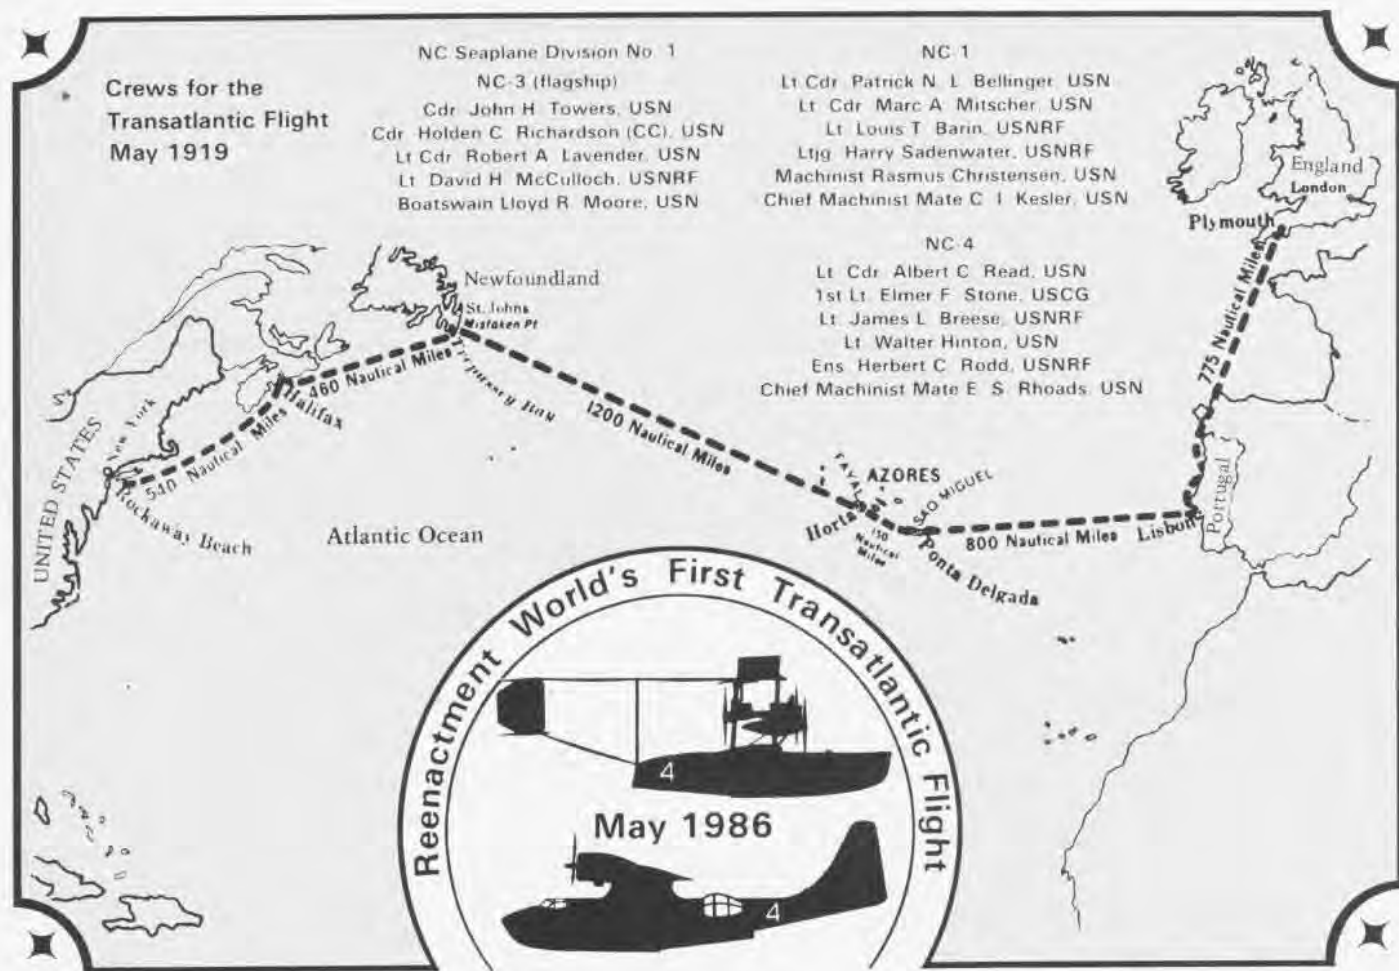 Crews for the
Transatlantic Flight
May 1919
NC Seaplane Division No. 1
NC-3 (flagship)
Cdr. John H. Towers, USN
Cdr. Holden C. Richardson (CC), USN
Lt Cdr. Robert A. Lavender, USN
Lt. David H. McCulloch, USNRF
Boatswain Lloyd R. Moore, USN
NC-1
Lt Cdr. Patrick N. L. Bellinger, USN
Lt. Cdr. Marc A. Mitscher, USN
Lt. Louis T. Barin, USNRF
Ltjg. Harry Sadenwater, USNRF
Machinist Rasmus Christensen, USN
Chief Machinist Mate C. I. Kesler, USN
NC-4
Lt. Cdr. Albert C. Read, USN
1st Lt. Elmer F. Stone, USCG
Lt. James L. Breese, USNRF
Lt. Walter Hinton, USN
Ens. Herbert C. Rodd, USNRF
Chief Machinist Mate E. S. Rhoads, USN
England
London
Plymouth
775 Nautical Miles
Newfoundland
St. Johns
Mistaken Pt
Trepassey Bay
460 Nautical Miles
Halifax
540 Nautical Miles
New York
UNITED STATES
Rockaway Beach
Atlantic Ocean
1200 Nautical Miles
FAYAL
AZORES
SAO MIGUEL
Horta
150
Nautical
Miles
Ponta Delgada
800 Nautical Miles
Lisbon
Portugal
Reenactment World's First Transatlantic Flight
4
May 1986
4